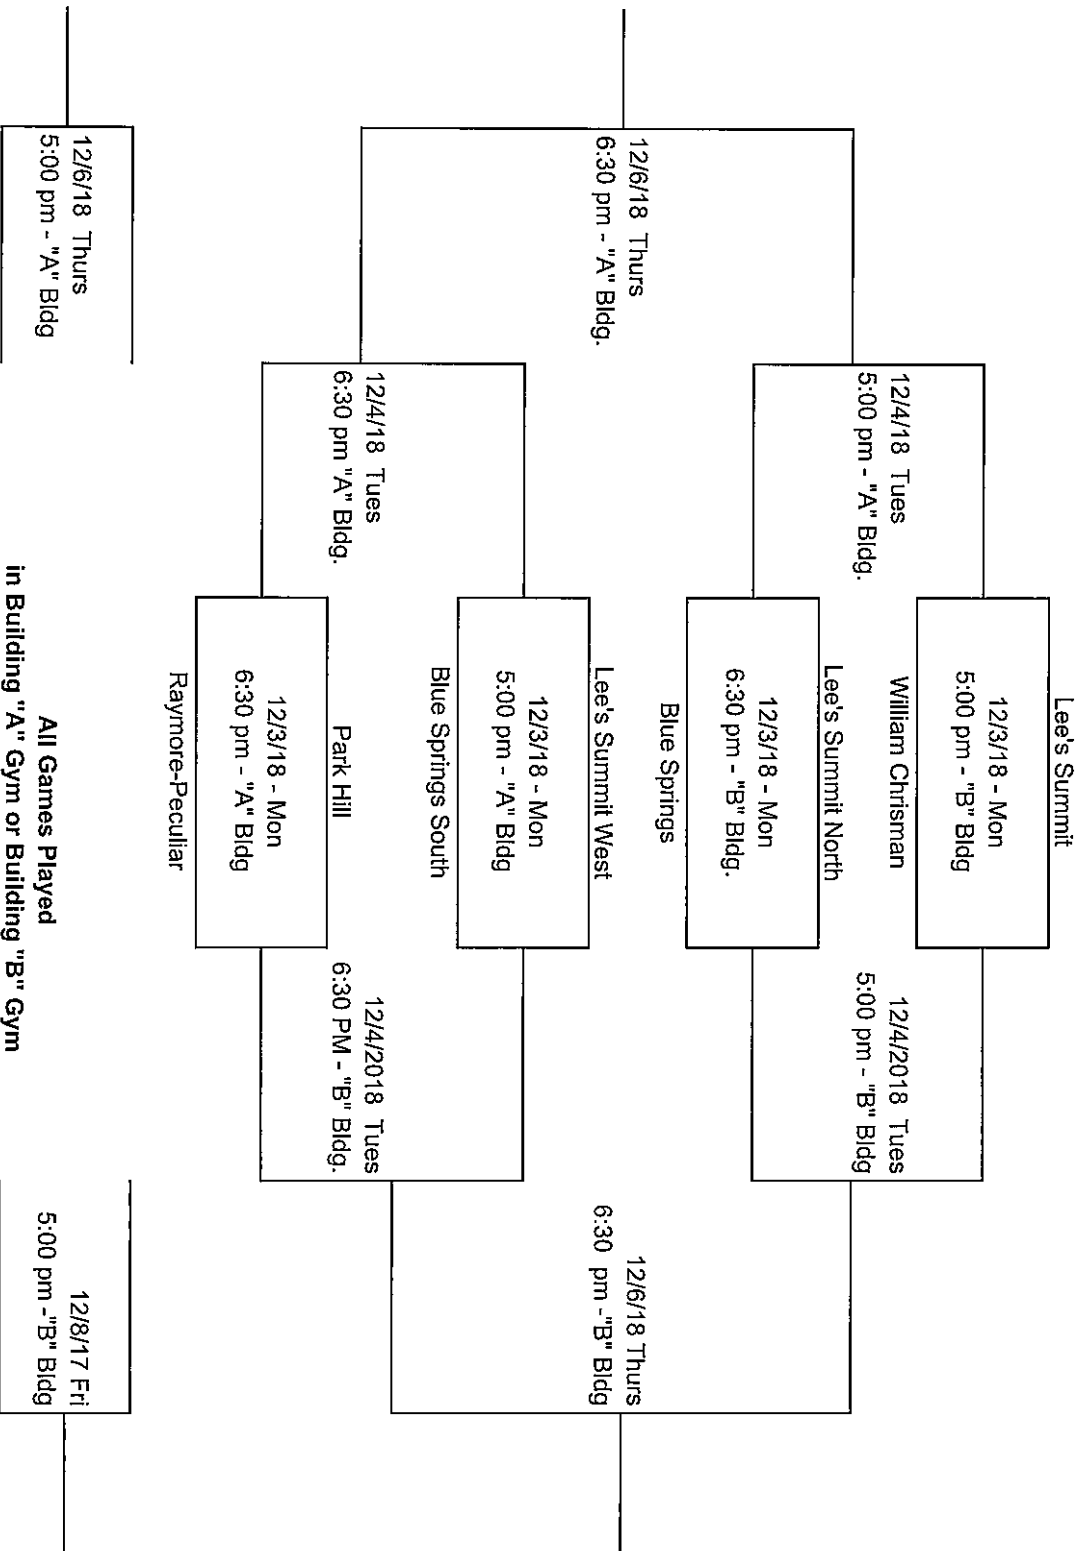 Lee's Summit
12/3/18 - Mon
5:00 pm - "B" Bldg
William Chrisman
12/4/18 Tues
5:00 pm - "A" Bldg.
12/4/2018 Tues
5:00 pm - "B" Bldg
Lee's Summit North
12/3/18 - Mon
6:30 pm - "B" Bldg.
Blue Springs
12/6/18 Thurs
6:30 pm - "A" Bldg.
12/6/18 Thurs
6:30 pm -"B" Bldg
Lee's Summit West
12/3/18 - Mon
5:00 pm - "A" Bldg
Blue Springs South
12/4/18 Tues
6:30 pm "A" Bldg.
12/4/2018 Tues
6:30 PM - "B" Bldg.
Park Hill
12/3/18 - Mon
6:30 pm - "A" Bldg
Raymore-Peculiar
12/6/18 Thurs
5:00 pm - "A" Bldg
12/8/17 Fri
5:00 pm -"B" Bldg
All Games Played
in Building "A" Gym or Building "B" Gym